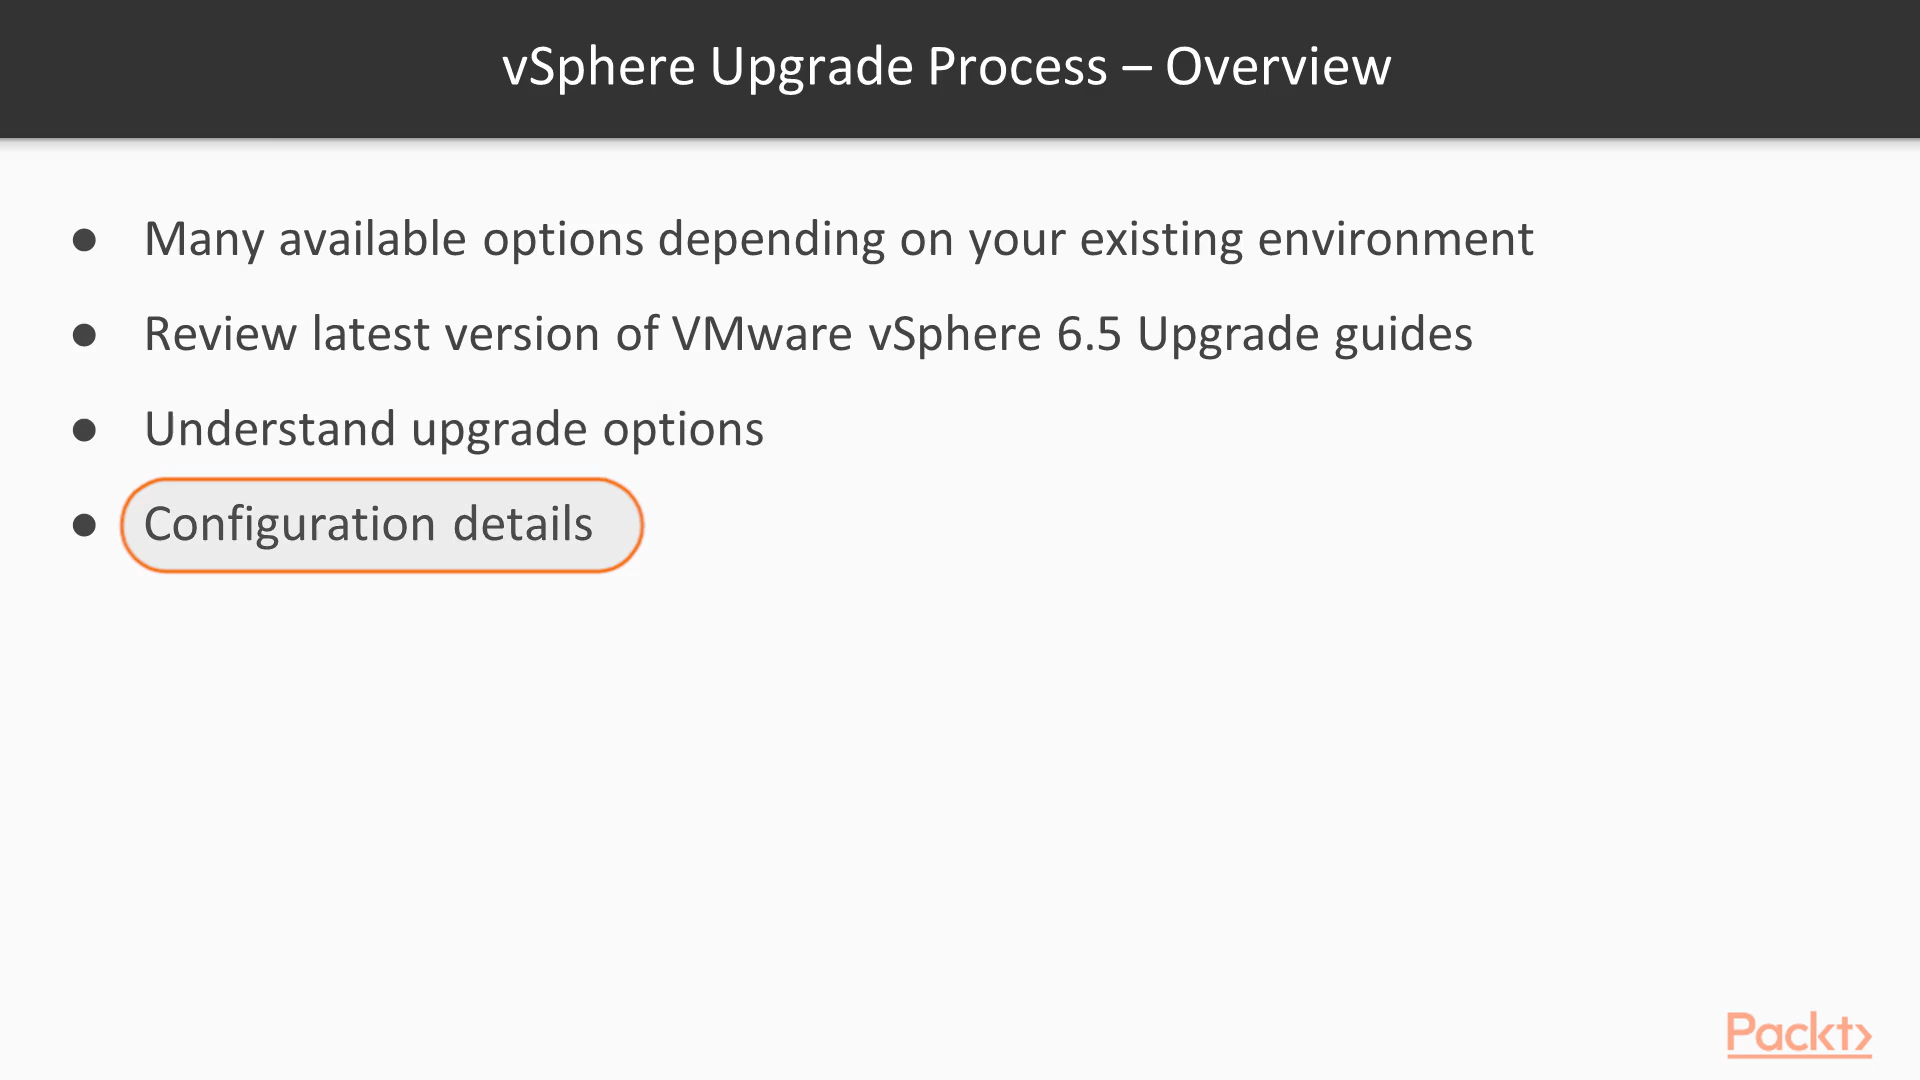 vSphere Upgrade Process – Overview
● Many available options depending on your existing environment
● Review latest version of VMware vSphere 6.5 Upgrade guides
● Understand upgrade options
● Configuration details
Packt>